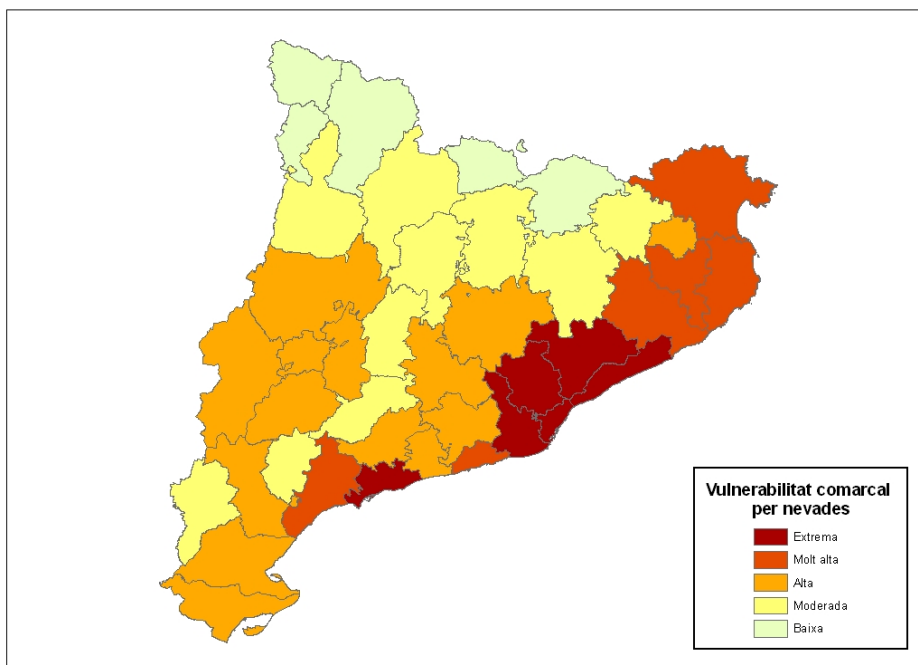 Vulnerabilitat comarcal
per nevades
Extrema
Molt alta
Alta
Moderada
Baixa